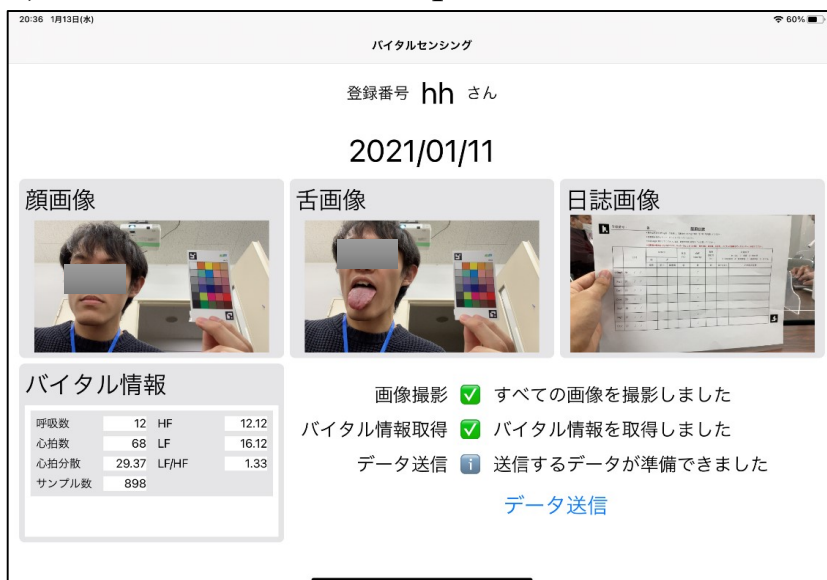 20:36 1月13日(水)
60%
バイタルセンシング
登録番号 hh さん
2021/01/11
顔画像
舌画像
日誌画像
バイタル情報
呼吸数 12 HF 12.12
心拍数 68 LF 16.12
心拍分散 29.37 LF/HF 1.33
サンプル数 898
画像撮影 ✅ すべての画像を撮影しました
バイタル情報取得 ✅ バイタル情報を取得しました
データ送信 ℹ️ 送信するデータが準備できました
データ送信